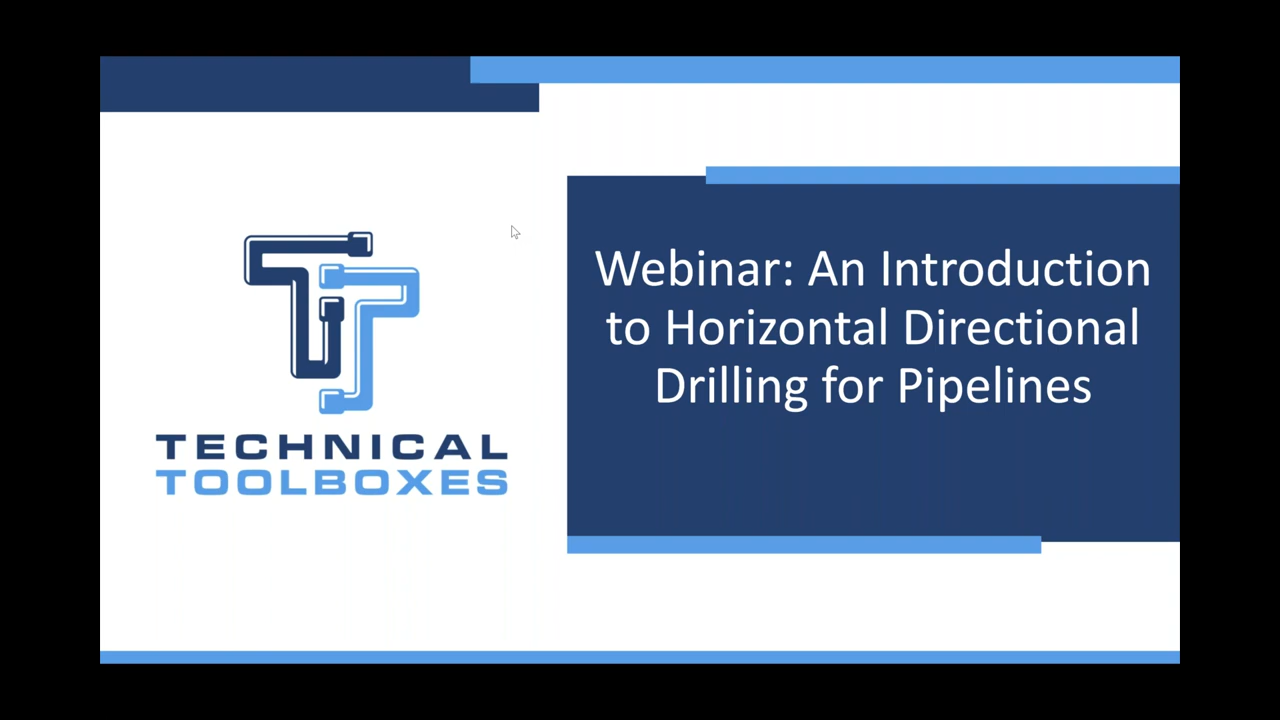 TECHNICAL
TOOLBOXES
Webinar: An Introduction
to Horizontal Directional
Drilling for Pipelines